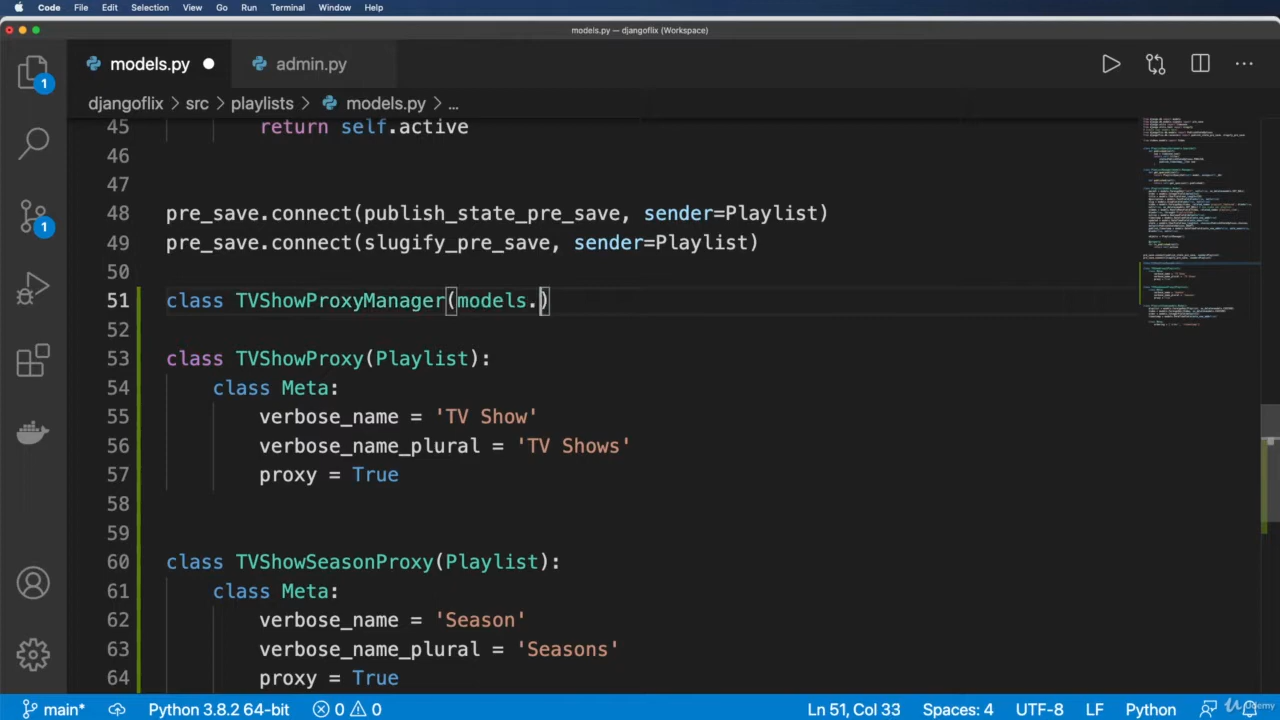 Code File Edit Selection View Go Run Terminal Window Help
models.py — djangoflix (Workspace)
models.py admin.py
djangoflix > src > playlists > models.py > ...
45 return self.active
46
47
48 pre_save.connect(publish_state_pre_save, sender=Playlist)
49 pre_save.connect(slugify_pre_save, sender=Playlist)
50
51 class TVShowProxyManager(models.)
52
53 class TVShowProxy(Playlist):
54 class Meta:
55 verbose_name = 'TV Show'
56 verbose_name_plural = 'TV Shows'
57 proxy = True
58
59
60 class TVShowSeasonProxy(Playlist):
61 class Meta:
62 verbose_name = 'Season'
63 verbose_name_plural = 'Seasons'
64 proxy = True
1
1
main* Python 3.8.2 64-bit 0 0 Ln 51, Col 33 Spaces: 4 UTF-8 LF Python
Udemy